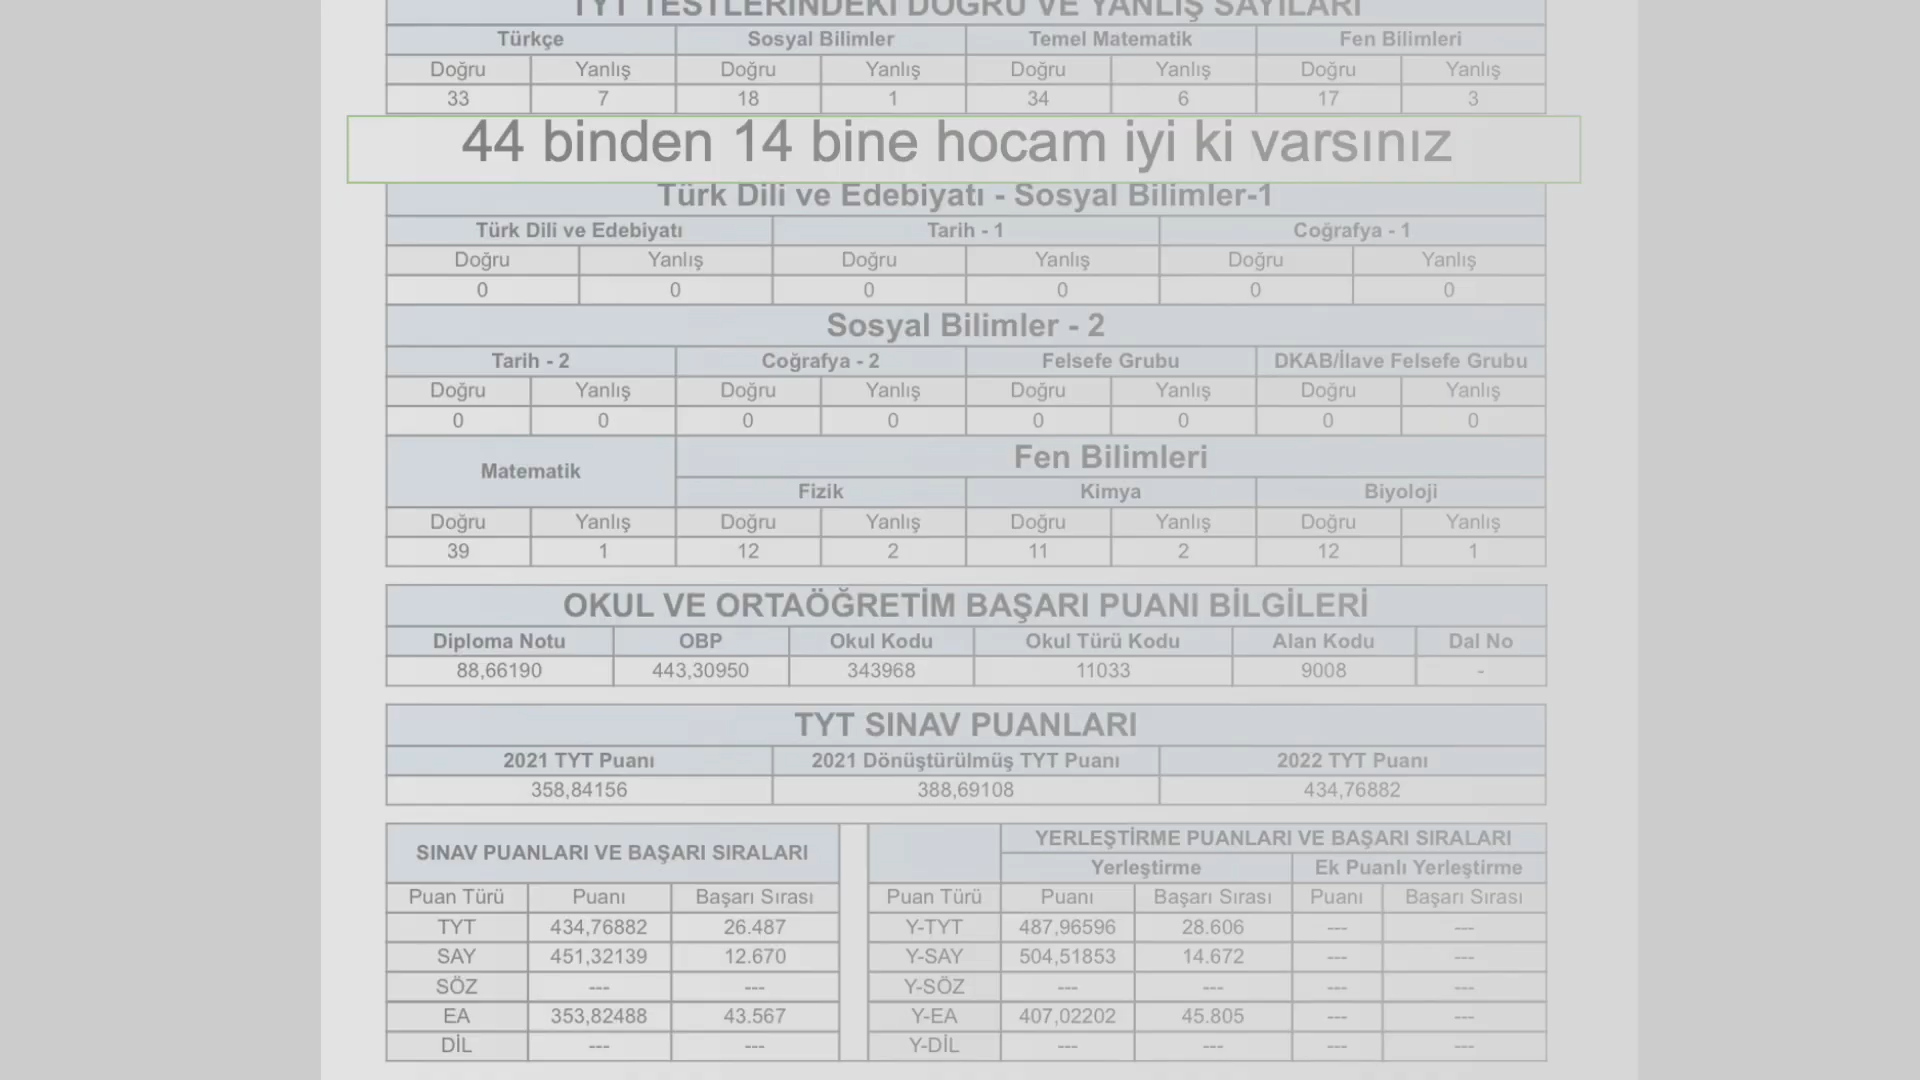 TYT TESTLERİNDEKİ DOĞRU VE YANLIŞ SAYILARI
Türkçe Sosyal Bilimler Temel Matematik Fen Bilimleri
Doğru Yanlış Doğru Yanlış Doğru Yanlış Doğru Yanlış
33 7 18 1 34 6 17 3
44 binden 14 bine hocam iyi ki varsınız
Türk Dili ve Edebiyatı - Sosyal Bilimler-1
Türk Dili ve Edebiyatı Tarih - 1 Coğrafya - 1
Doğru Yanlış Doğru Yanlış Doğru Yanlış
0 0 0 0 0 0
Sosyal Bilimler - 2
Tarih - 2 Coğrafya - 2 Felsefe Grubu DKAB/İlave Felsefe Grubu
Doğru Yanlış Doğru Yanlış Doğru Yanlış Doğru Yanlış
0 0 0 0 0 0 0 0
Matematik Fen Bilimleri
Fizik Kimya Biyoloji
Doğru Yanlış Doğru Yanlış Doğru Yanlış Doğru Yanlış
39 1 12 2 11 2 12 1
OKUL VE ORTAÖĞRETİM BAŞARI PUANI BİLGİLERİ
Diploma Notu OBP Okul Kodu Okul Türü Kodu Alan Kodu Dal No
88,66190 443,30950 343968 11033 9008 -
TYT SINAV PUANLARI
2021 TYT Puanı 2021 Dönüştürülmüş TYT Puanı 2022 TYT Puanı
358,84156 388,69108 434,76882
SINAV PUANLARI VE BAŞARI SIRALARI YERLEŞTİRME PUANLARI VE BAŞARI SIRALARI
Yerleştirme Ek Puanlı Yerleştirme
Puan Türü Puanı Başarı Sırası Puan Türü Puanı Başarı Sırası Puanı Başarı Sırası
TYT 434,76882 26.487 Y-TYT 487,96596 28.606 --- ---
SAY 451,32139 12.670 Y-SAY 504,51853 14.672 --- ---
SÖZ --- --- Y-SÖZ --- --- --- ---
EA 353,82488 43.567 Y-EA 407,02202 45.805 --- ---
DİL --- --- Y-DİL --- --- --- ---